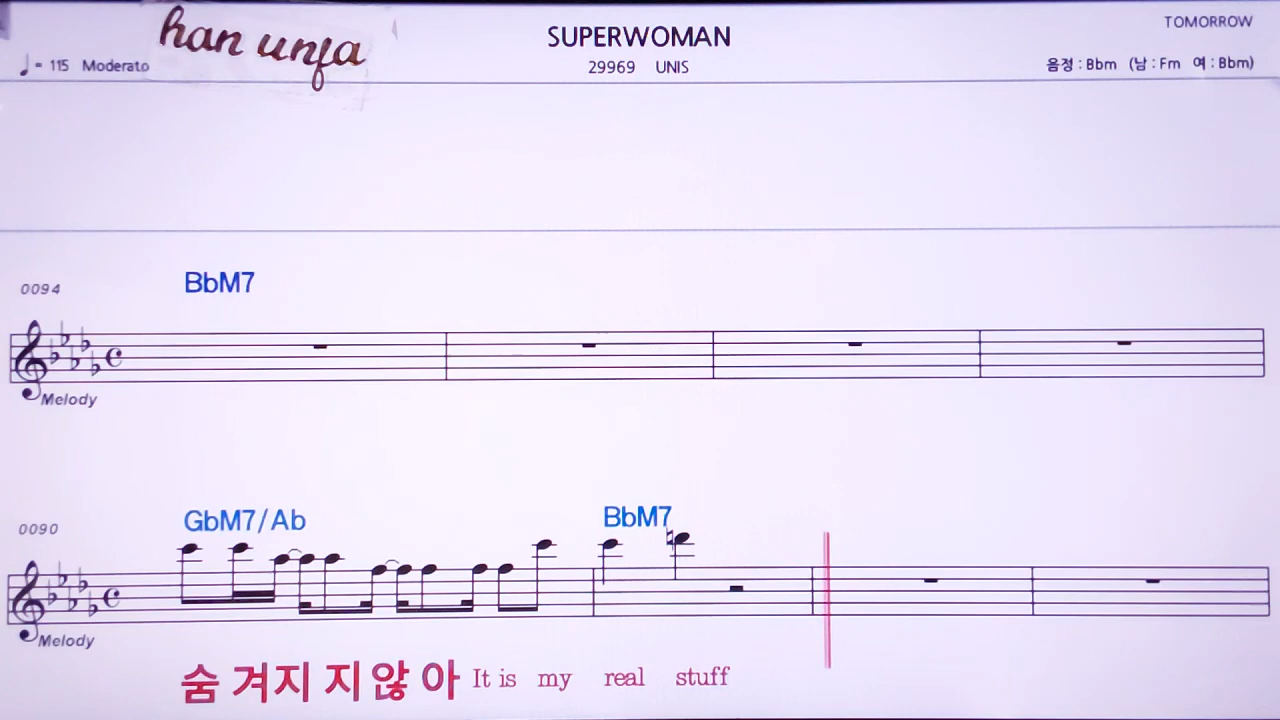 han unfa
SUPERWOMAN
TOMORROW
♩= 115 Moderato
29969 UNIS
음정 : Bbm (남 : Fm 여 : Bbm)
BbM7
0094
Melody
GbM7/Ab BbM7
0090
Melody
숨 겨지 지 않 아 It is my real stuff